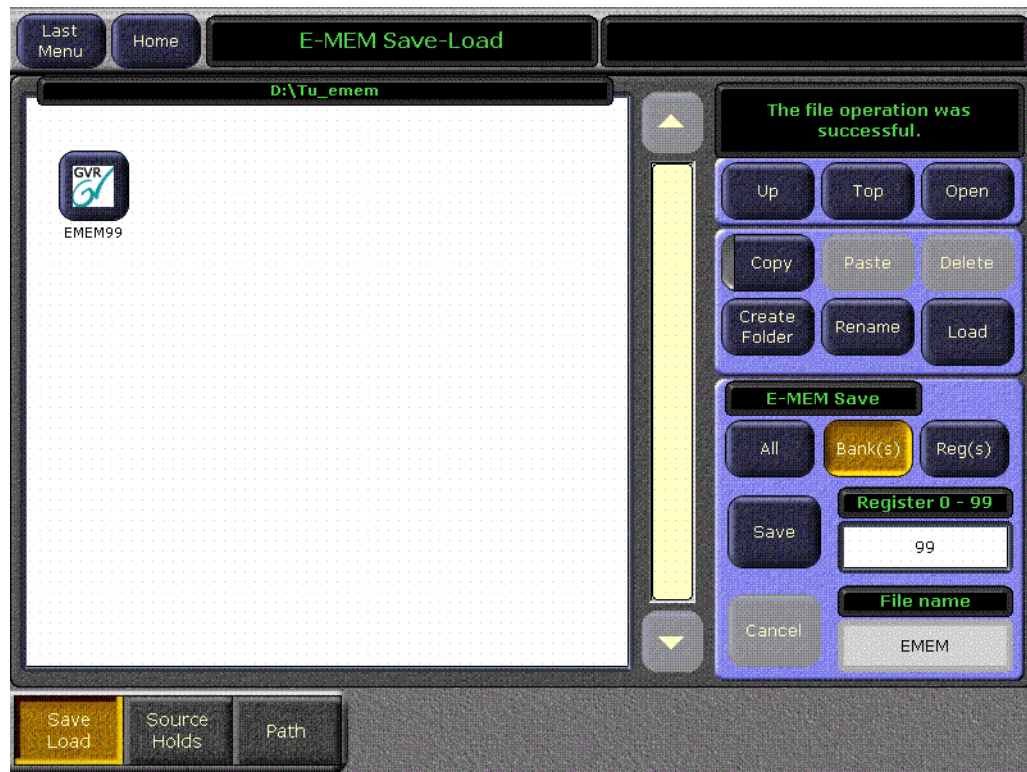 Last
Menu
Home
E-MEM Save-Load
D:\Tu_emem
GVR
EMEM99
The file operation was
successful.
Up
Top
Open
Copy
Paste
Delete
Create
Folder
Rename
Load
E-MEM Save
All
Bank(s)
Reg(s)
Save
Register 0 - 99
99
Cancel
File name
EMEM
Save
Load
Source
Holds
Path